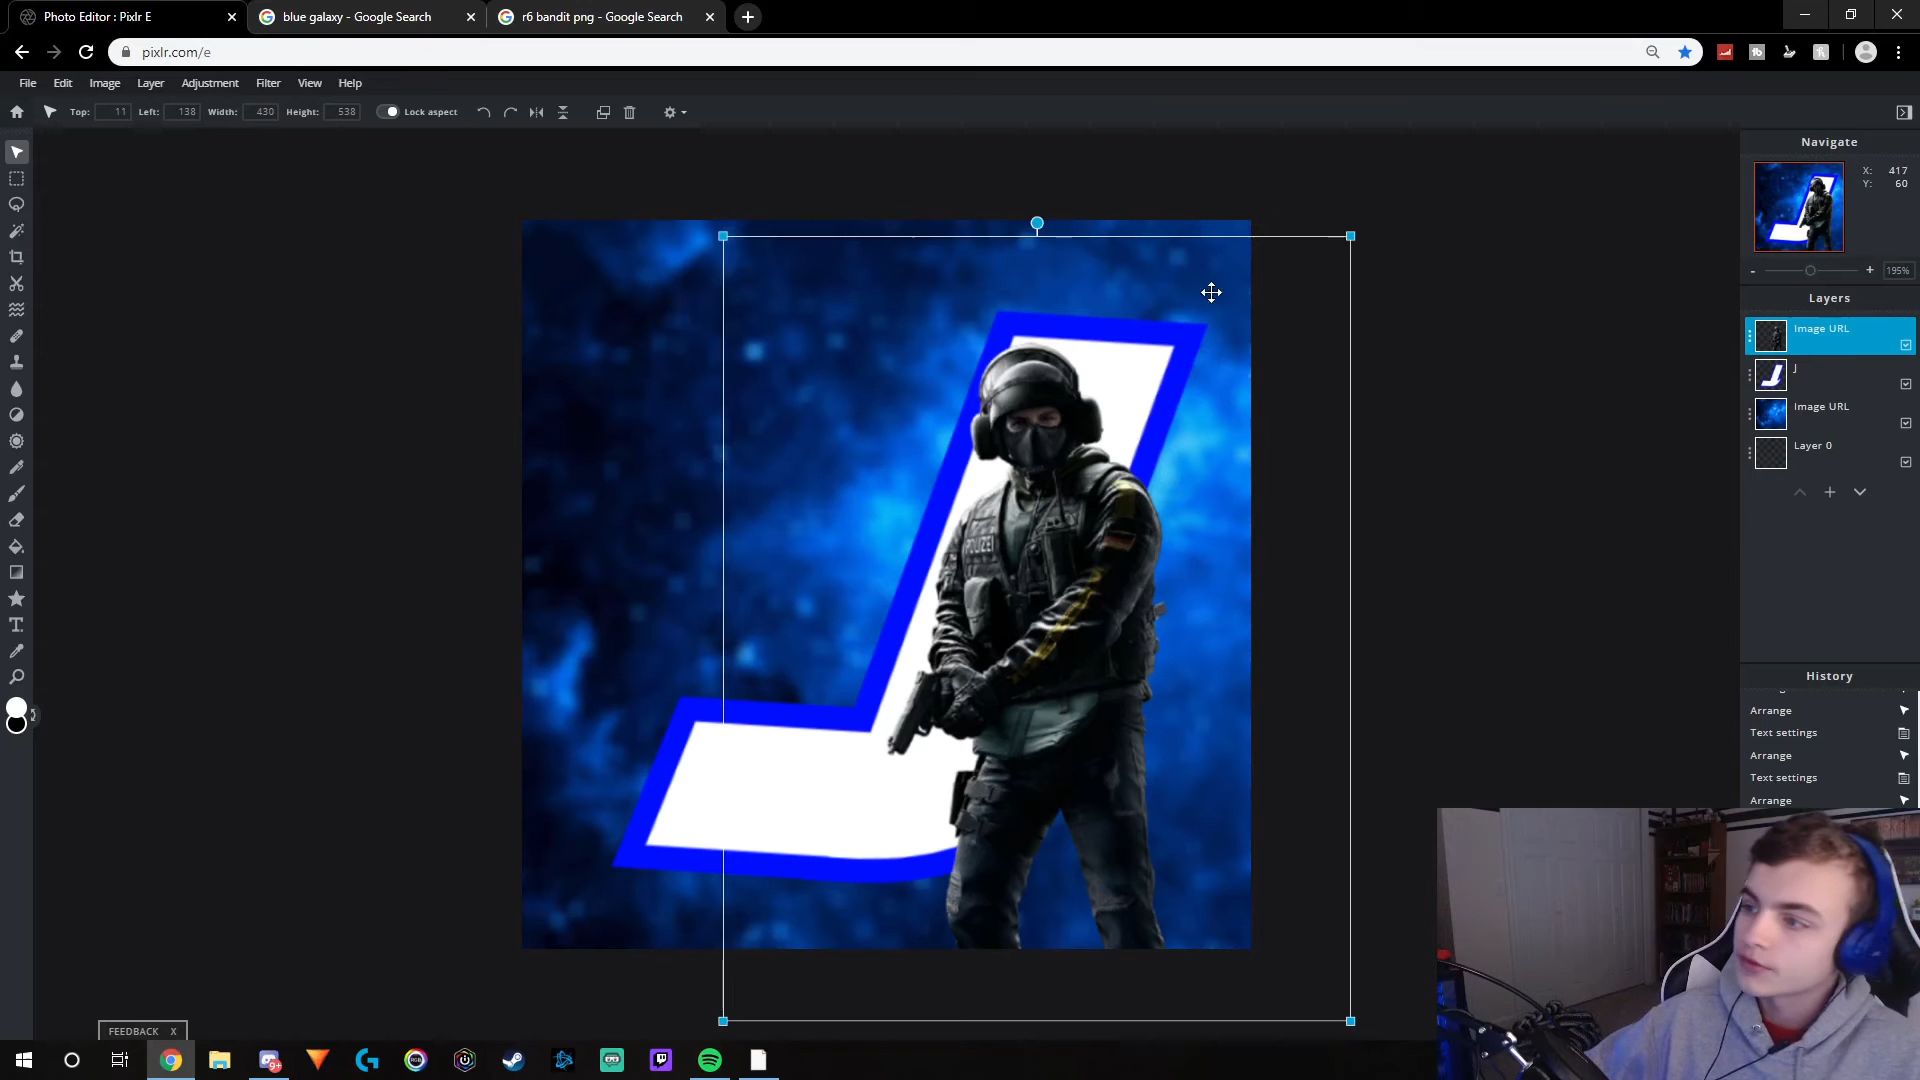 Photo Editor : Pixlr E
blue galaxy - Google Search
r6 bandit png - Google Search
pixlr.com/e
File Edit Image Layer Adjustment Filter View Help
Top: 11 Left: 138 Width: 430 Height: 538 Lock aspect
Navigate
X: 417
Y: 60
- + 195%
Layers
Image URL
J
Image URL
Layer 0
POLIZEI
History
Arrange
Text settings
Arrange
Text settings
Arrange
FEEDBACK X
9+